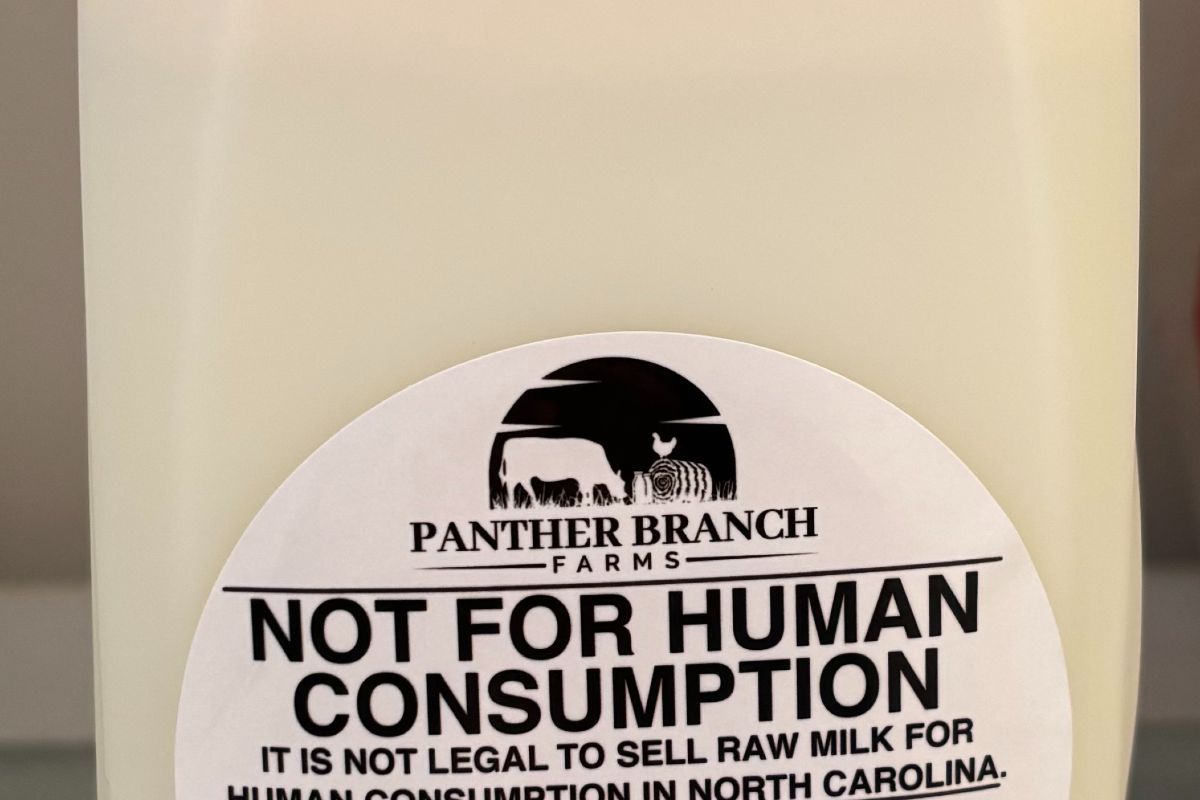 PANTHER BRANCH
FARMS
NOT FOR HUMAN
CONSUMPTION
IT IS NOT LEGAL TO SELL RAW MILK FOR
HUMAN CONSUMPTION IN NORTH CAROLINA.